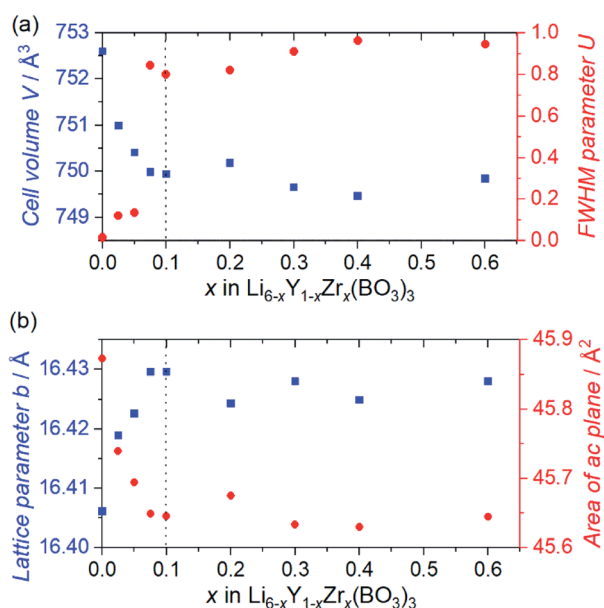 (a)
753
752
751
750
749
Cell volume V / Å³
1.0
0.8
0.6
0.4
0.2
0.0
FWHM parameter U
0.0 0.1 0.2 0.3 0.4 0.5 0.6
x in Li₆₋ₓY₁₋ₓZrₓ(BO₃)₃
(b)
16.43
16.42
16.41
16.40
Lattice parameter b / Å
45.9
45.8
45.7
45.6
Area of ac plane / Å²
0.0 0.1 0.2 0.3 0.4 0.5 0.6
x in Li₆₋ₓY₁₋ₓZrₓ(BO₃)₃